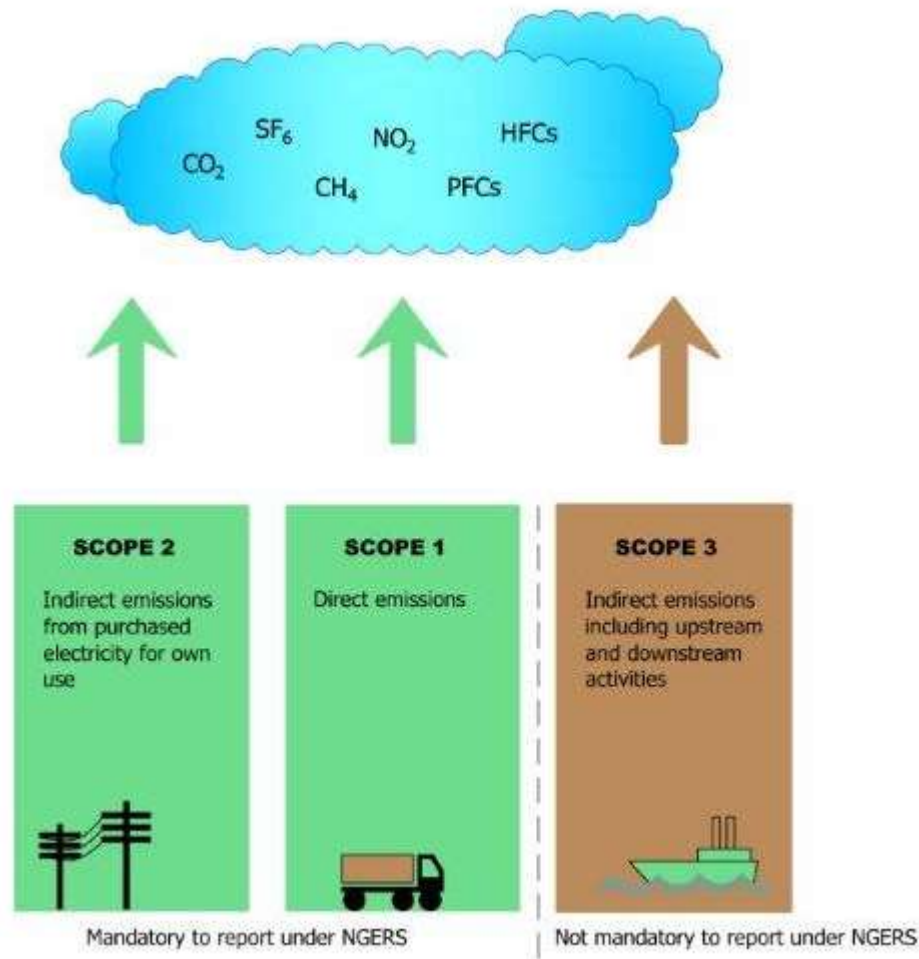 SF₆
NO₂
HFCs
CO₂
CH₄
PFCs
SCOPE 2
Indirect emissions
from purchased
electricity for own
use
SCOPE 1
Direct emissions
SCOPE 3
Indirect emissions
including upstream
and downstream
activities
Mandatory to report under NGERS
Not mandatory to report under NGERS